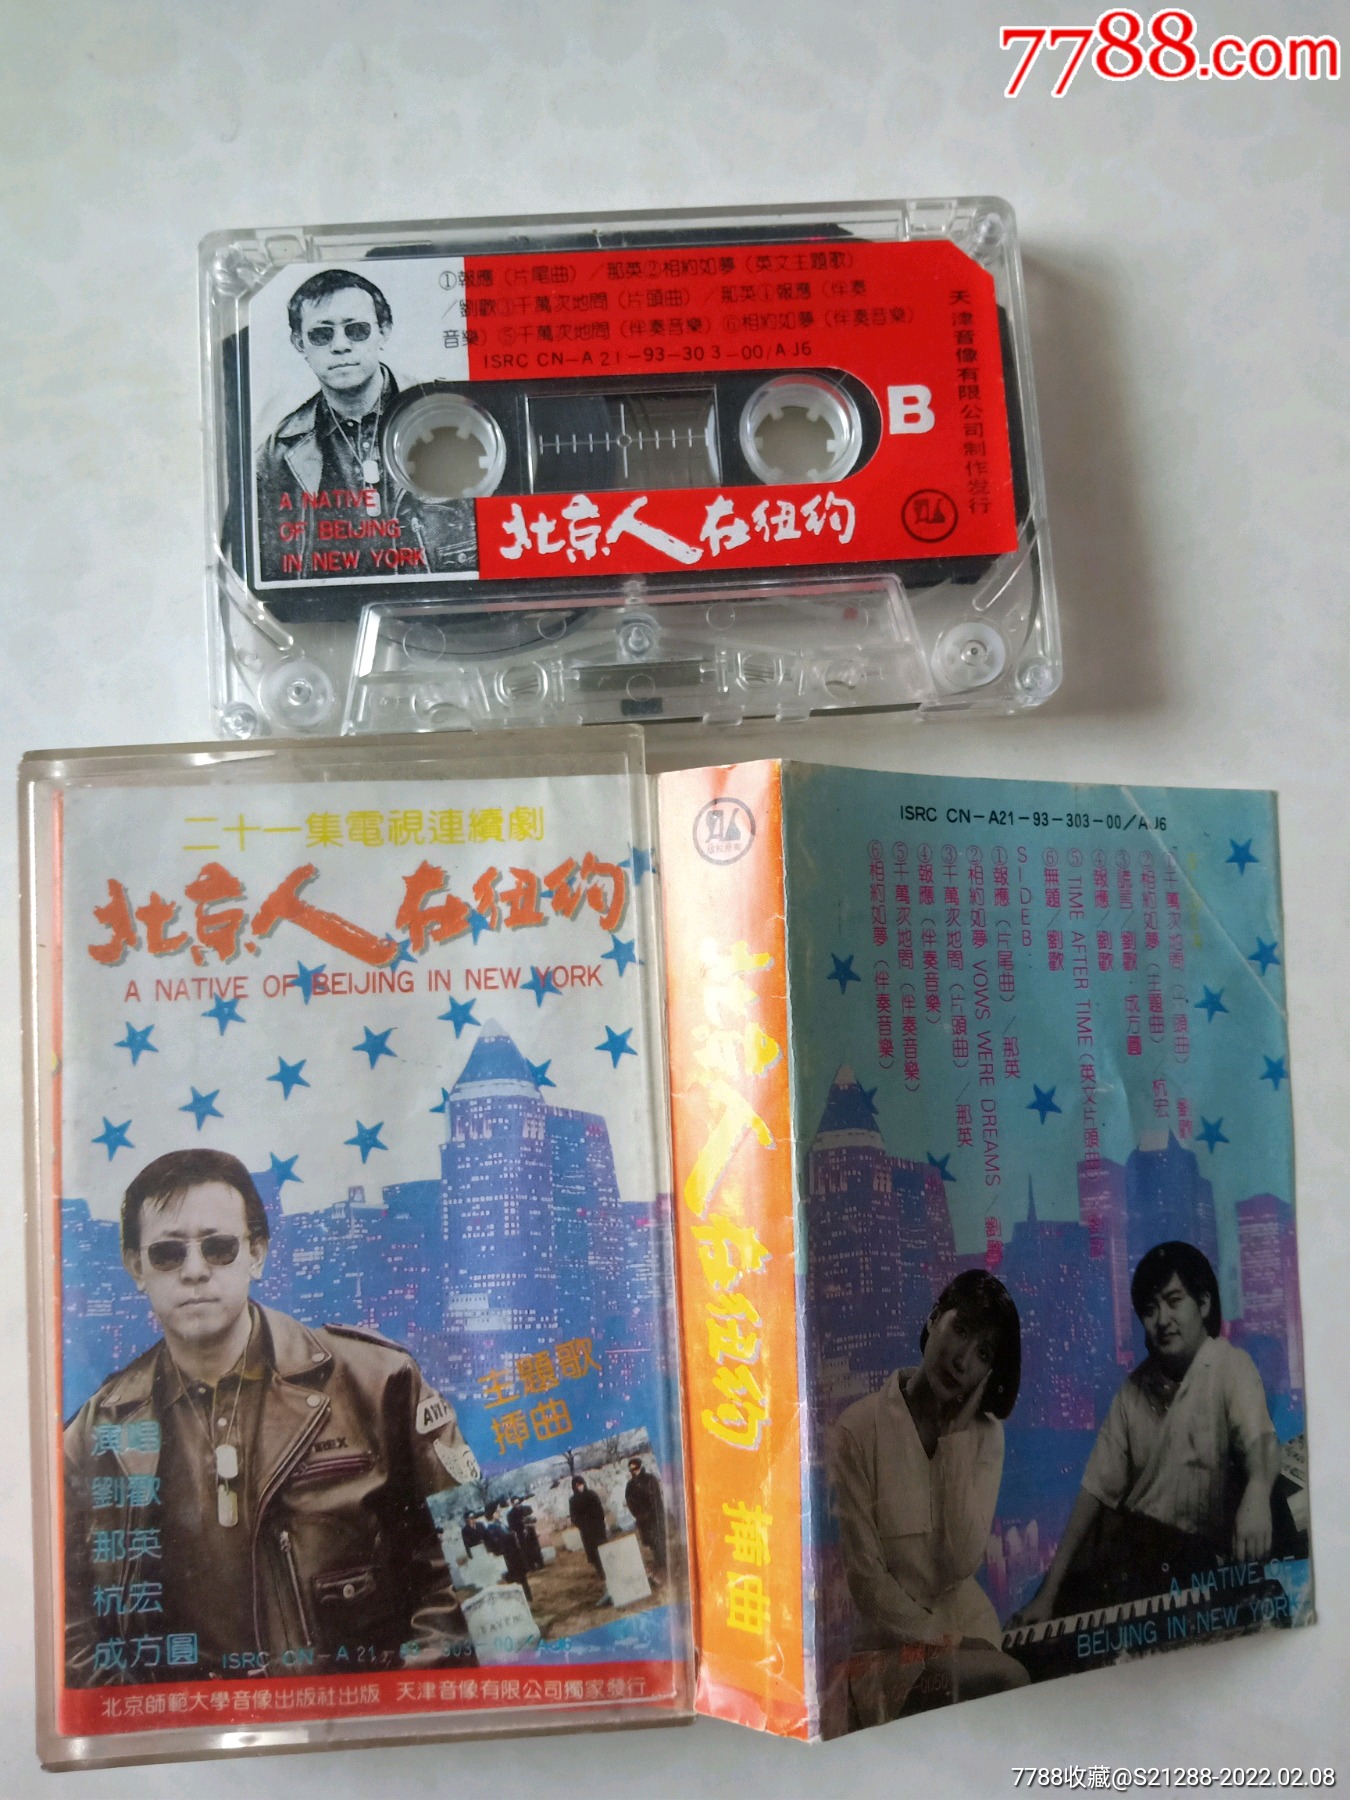 7788.com
①報應（片尾曲）／那英②相約如夢（英文主題歌）
／劉歡③千萬次地問（片頭曲）／那英①報應（伴奏
音樂）⑤千萬次地問（伴奏音樂）⑥相約如夢（伴奏音樂）
ISRC CN－A 21－93－30 3－00/A J6
天津音像有限公司制作发行
B
A NATIVE
OF BEIJING
IN NEW YORK
北京人在纽约
二十一集電視連續劇
北京人在纽约
A NATIVE OF BEIJING IN NEW YORK
主題歌
插曲
演唱
劉歡
那英
杭宏
成方圓
ISRC CN－A 21
303－00／AJ6
北京師範大學音像出版社出版 天津音像有限公司獨家發行
北京人在纽约 插曲
ISRC CN－A21－93－303－00／AJ6
①千萬次地問（片頭曲）／劉歡
②相約如夢（主題曲）／杭宏
③誓言／劉歡·成方圓
④報應／劉歡
⑤TIME AFTER TIME（英文片頭曲）／劉歡
⑥無題／劉歡
SIDEB：
①報應（片尾曲）／那英
②相約如夢 VOWS WERE DREAMS／劉歡
③千萬次地問（片頭曲）／那英
④報應（伴奏音樂）
⑤千萬次地問（伴奏音樂）
⑥相約如夢（伴奏音樂）
A NATIVE OF
BEIJING IN NEW YORK
7788收藏@S21288-2022.02.08